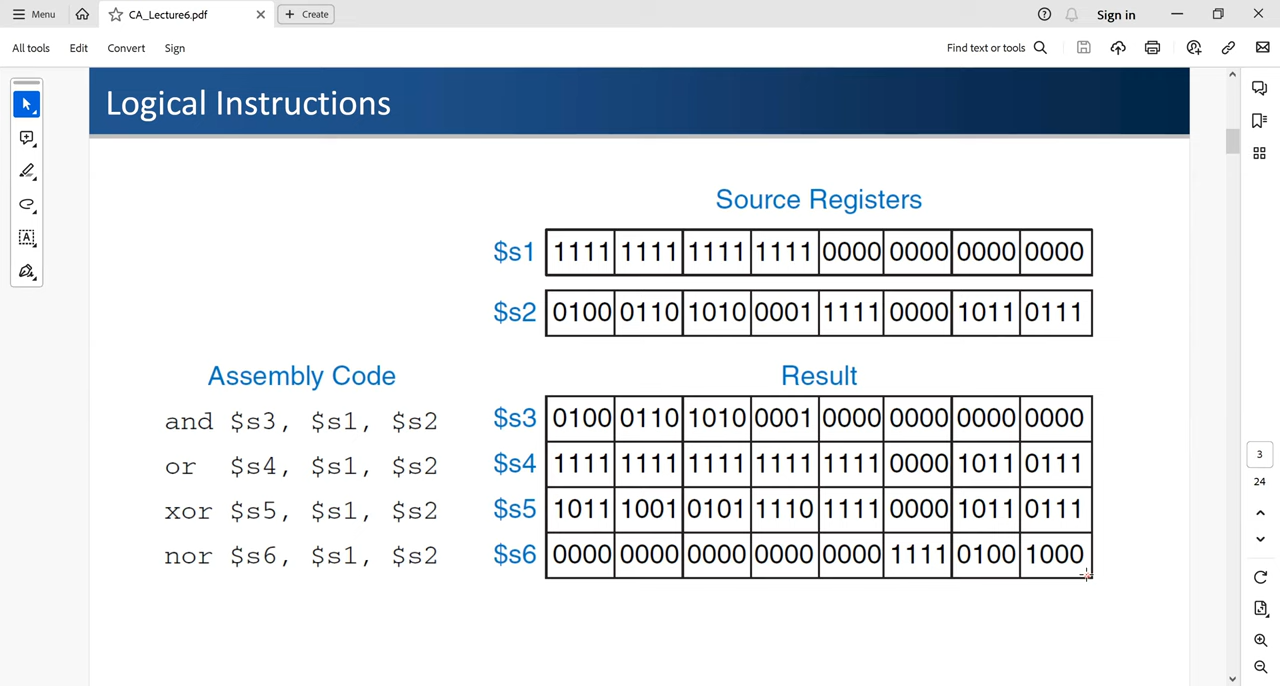 Menu CA_Lecture6.pdf Create Sign in
All tools Edit Convert Sign Find text or tools
Logical Instructions
Source Registers
$s1 1111 1111 1111 1111 0000 0000 0000 0000
$s2 0100 0110 1010 0001 1111 0000 1011 0111
Assembly Code Result
and $s3, $s1, $s2 $s3 0100 0110 1010 0001 0000 0000 0000 0000
or $s4, $s1, $s2 $s4 1111 1111 1111 1111 1111 0000 1011 0111
xor $s5, $s1, $s2 $s5 1011 1001 0101 1110 1111 0000 1011 0111
nor $s6, $s1, $s2 $s6 0000 0000 0000 0000 0000 1111 0100 1000
3
24